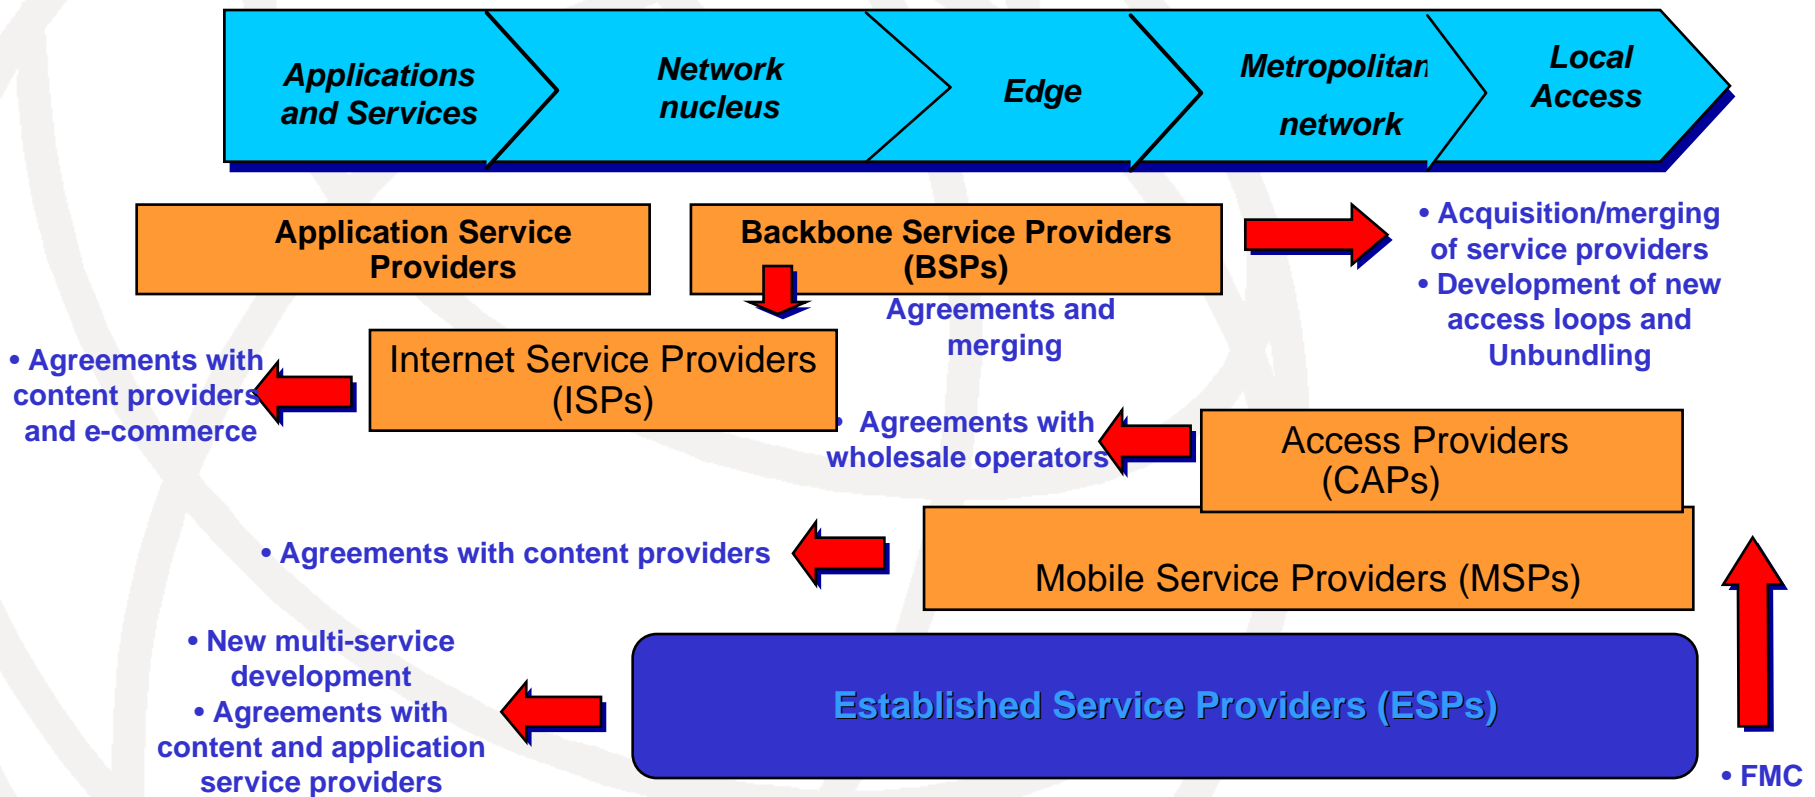 Applications
and Services
Network
nucleus
Edge
Metropolitan
network
Local
Access
Application Service
Providers
Backbone Service Providers
(BSPs)
• Acquisition/merging
of service providers
• Development of new
access loops and
Unbundling
Agreements and
merging
• Agreements with
content providers
and e-commerce
Internet Service Providers
(ISPs)
• Agreements with
wholesale operators
Access Providers
(CAPs)
• Agreements with content providers
Mobile Service Providers (MSPs)
• New multi-service
development
• Agreements with
content and application
service providers
Established Service Providers (ESPs)
• FMC